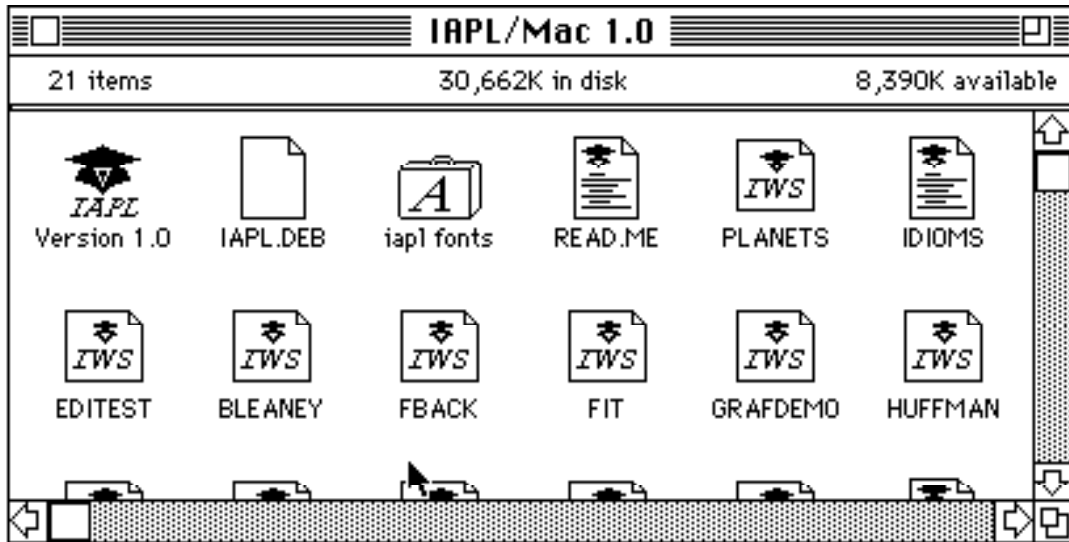 IAPL/Mac 1.0
21 items 30,662K in disk 8,390K available
IAPL IWS
Version 1.0 IAPL.DEB iapl fonts READ.ME PLANETS IDIOMS
IWS IWS IWS IWS IWS IWS
EDITEST BLEANEY FBACK FIT GRAFDEMO HUFFMAN